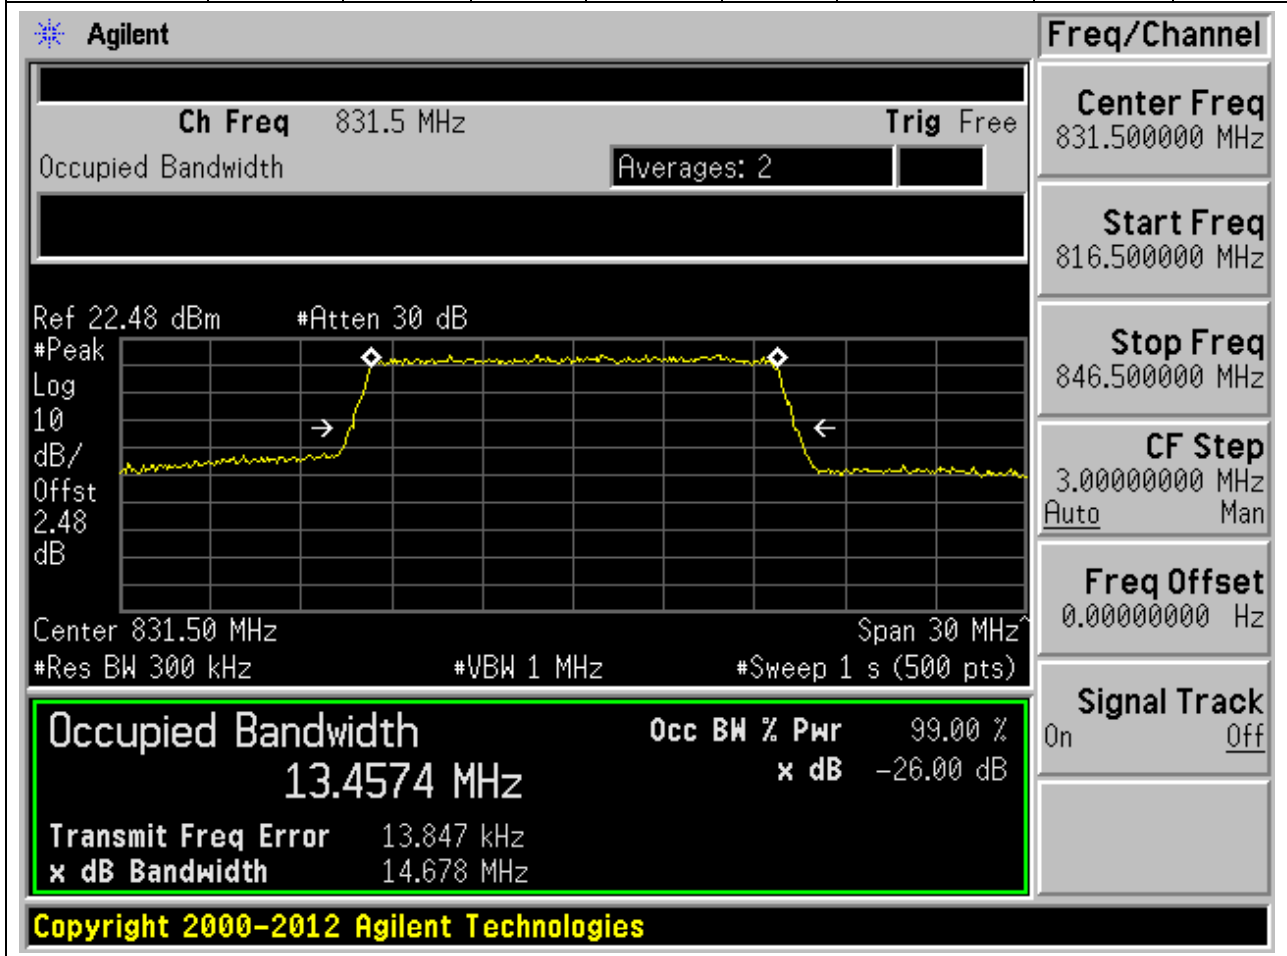 Agilent
Freq/Channel
Ch Freq 831.5 MHz Trig Free
Occupied Bandwidth Averages: 2
Center Freq
831.500000 MHz
Start Freq
816.500000 MHz
Stop Freq
846.500000 MHz
CF Step
3.00000000 MHz
Auto Man
Freq Offset
0.00000000 Hz
Signal Track
On Off
Ref 22.48 dBm #Atten 30 dB
#Peak
Log
10
dB/
Offst
2.48
dB
Center 831.50 MHz Span 30 MHz^
#Res BW 300 kHz #VBW 1 MHz #Sweep 1 s (500 pts)
Occupied Bandwidth Occ BW % Pwr 99.00 %
13.4574 MHz x dB -26.00 dB
Transmit Freq Error 13.847 kHz
x dB Bandwidth 14.678 MHz
Copyright 2000-2012 Agilent Technologies